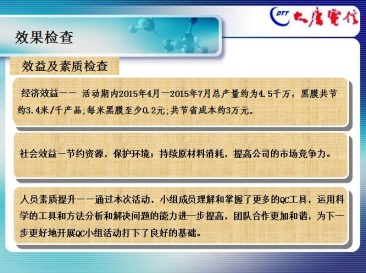 效果检查
DTT 大唐电信
效益及素质检查
经济效益—— 活动期内2015年4月－2015年7月总产量约为4.5千万，黑膜共节
约3.4米/千产品;每米黑膜至少0.2元;共节省成本约3万元.
社会效益—节约资源，保护环境；持续原材料消耗，提高公司的市场竞争力。
人员素质提升——通过本次活动，小组成员理解和掌握了更多的QC工具，运用科
学的工具和方法分析和解决问题的能力进一步提高，团队合作更加和谐，为下一
步更好地开展QC小组活动打下了良好的基础。